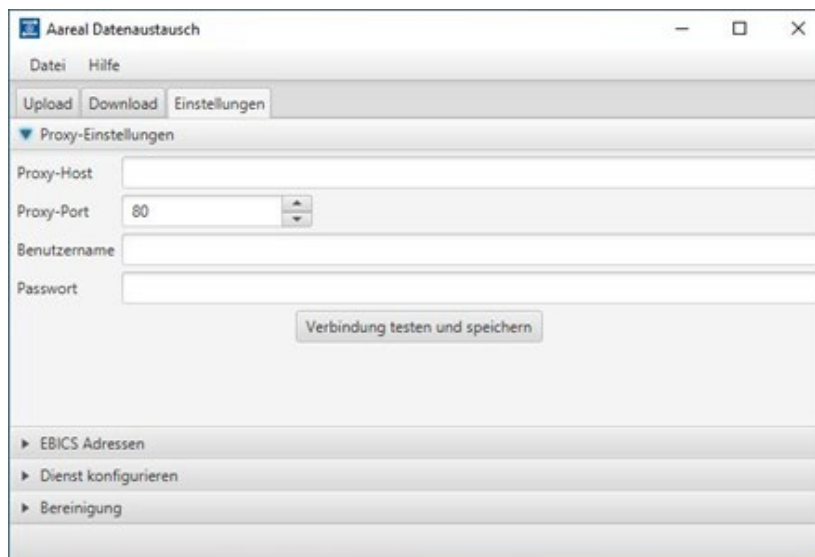 Aareal Datenaustausch
Datei Hilfe
Upload Download Einstellungen
Proxy-Einstellungen
Proxy-Host
Proxy-Port 80
Benutzername
Passwort
Verbindung testen und speichern
EBICS Adressen
Dienst konfigurieren
Bereinigung